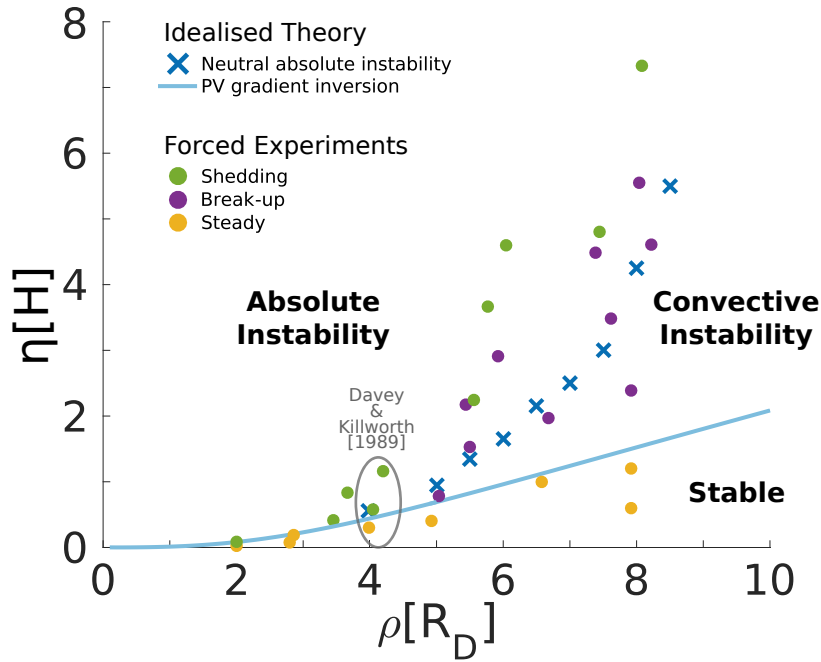 Idealised Theory
Neutral absolute instability
PV gradient inversion
Forced Experiments
Shedding
Break-up
Steady
Absolute
Instability
Convective
Instability
Davey
&
Killworth
[1989]
Stable
η[H]
8
6
4
2
0
0 2 4 6 8 10
ρ[R_D]